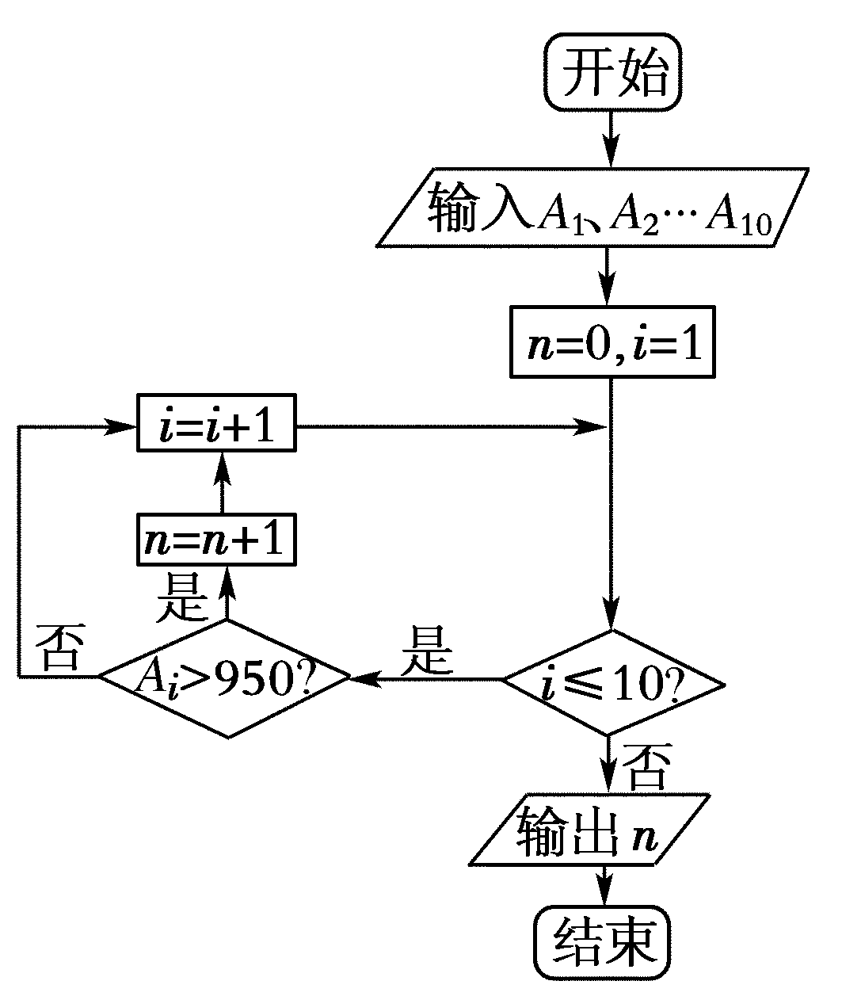 开始
输入A₁、A₂…A₁₀
n=0,i=1
i=i+1
n=n+1
是
否
A_i>950?
是
i≤10?
否
输出n
结束